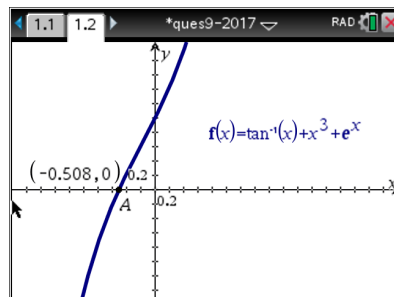 1.1 1.2 *ques9-2017 RAD
y
f(x)=tan⁻¹(x)+x³+eˣ
(-0.508,0) 0.2
x
A 0.2